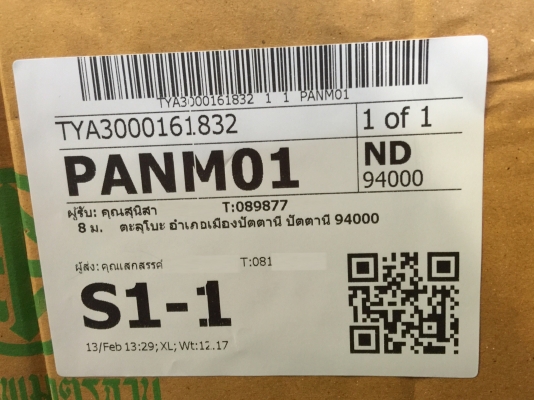 TYA3000161832 1 1 PANM01
TYA3000161832 1 of 1
PANM01 ND
94000
ผู้รับ: คุณสุนิสา T:089877
8 ม. ตะลุโบะ อำเภอเมืองปัตตานี ปัตตานี 94000
ผู้ส่ง: คุณเสกสรรค์ T:081
S1-1
13/Feb 13:29; XL; Wt:12.17